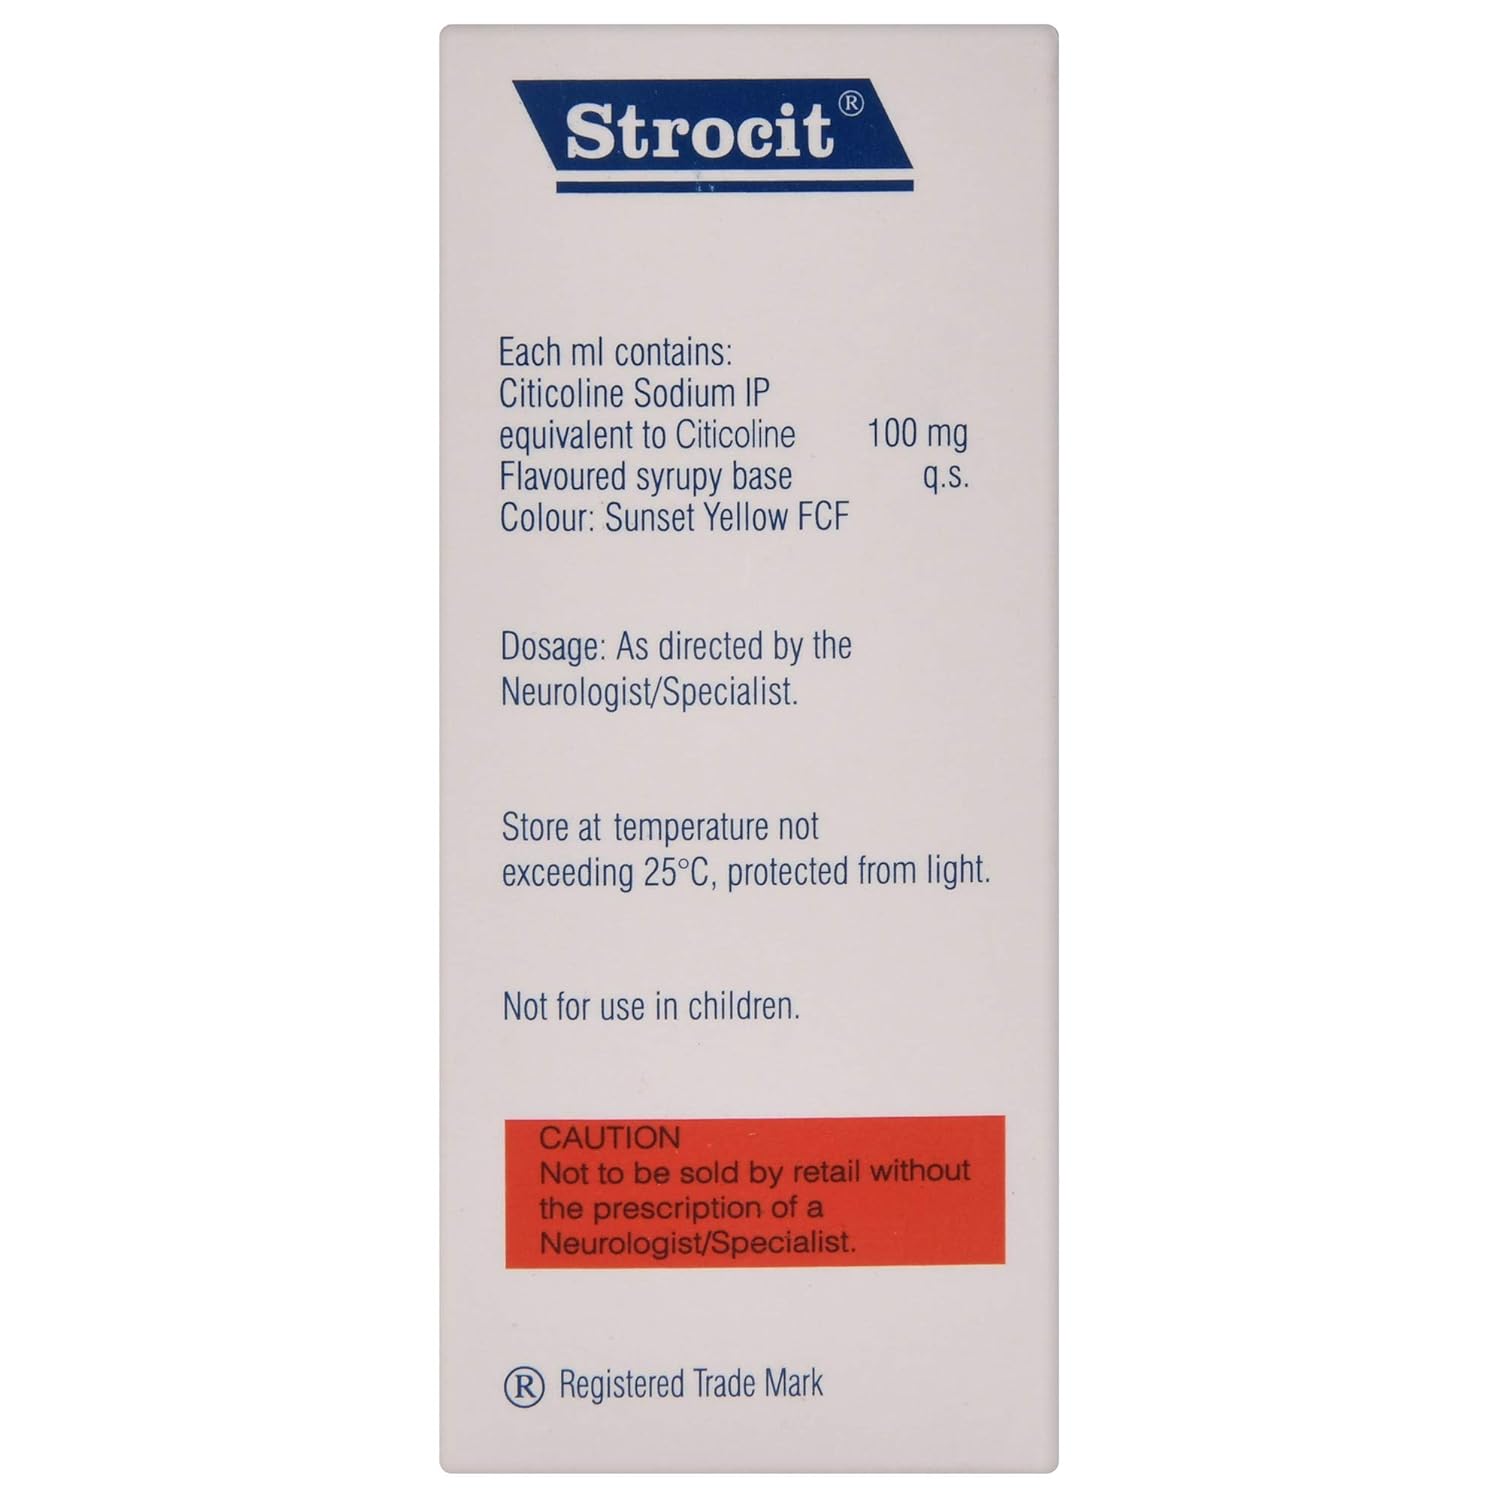 Strocit®
Each ml contains:
Citicoline Sodium IP
equivalent to Citicoline 100 mg
Flavoured syrupy base q.s.
Colour: Sunset Yellow FCF
Dosage: As directed by the
Neurologist/Specialist.
Store at temperature not
exceeding 25°C, protected from light.
Not for use in children.
CAUTION
Not to be sold by retail without
the prescription of a
Neurologist/Specialist.
® Registered Trade Mark